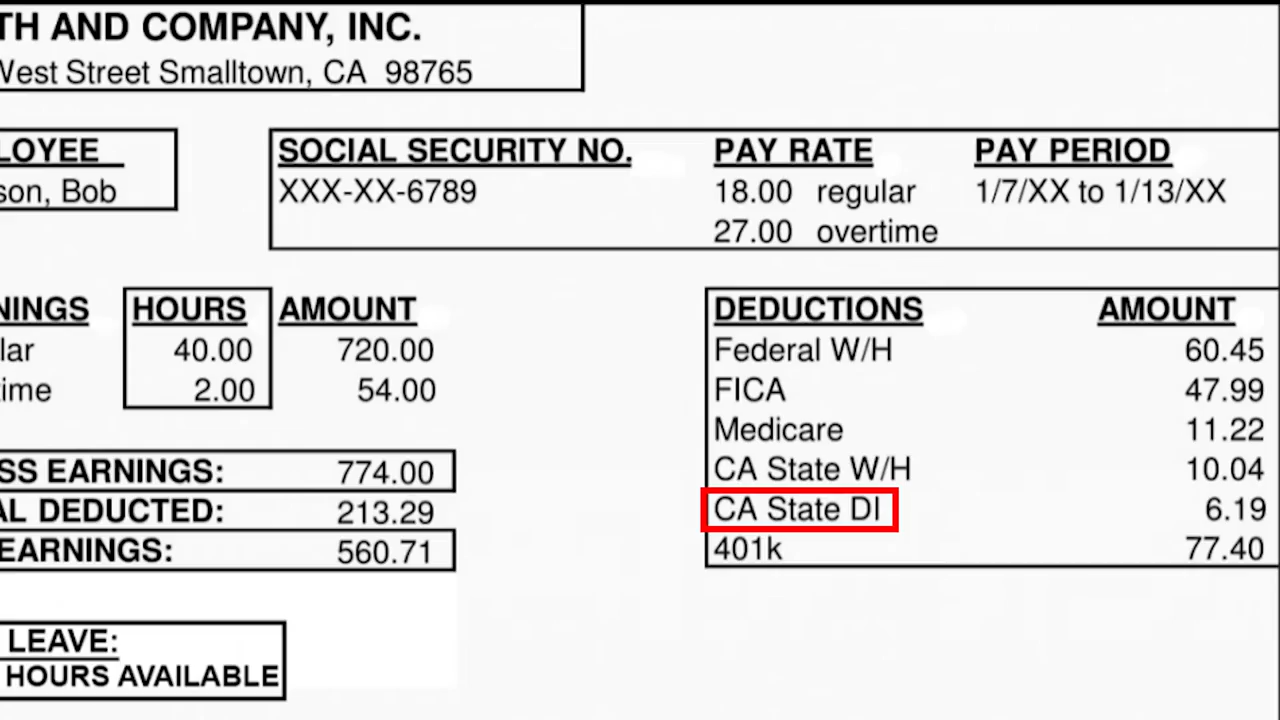 TH AND COMPANY, INC.
West Street Smalltown, CA 98765
LOYEE
son, Bob
SOCIAL SECURITY NO. PAY RATE PAY PERIOD
XXX-XX-6789 18.00 regular 1/7/XX to 1/13/XX
27.00 overtime
NINGS HOURS AMOUNT
lar 40.00 720.00
time 2.00 54.00
SS EARNINGS: 774.00
AL DEDUCTED: 213.29
EARNINGS: 560.71
DEDUCTIONS AMOUNT
Federal W/H 60.45
FICA 47.99
Medicare 11.22
CA State W/H 10.04
CA State DI 6.19
401k 77.40
LEAVE:
HOURS AVAILABLE